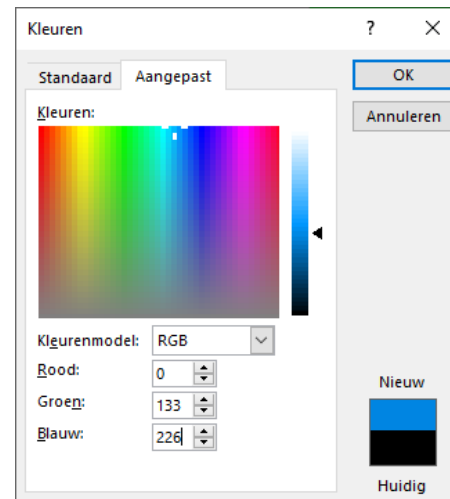 Kleuren ? ×
Standaard Aangepast OK
Annuleren
Kleuren:
Kleurenmodel: RGB
Rood: 0
Groen: 133
Blauw: 226
Nieuw
Huidig